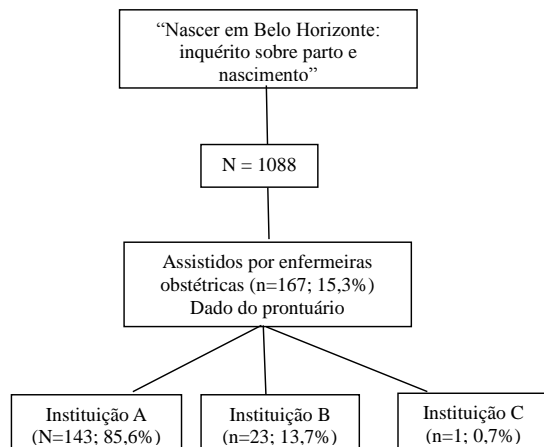 “Nascer em Belo Horizonte:
inquérito sobre parto e
nascimento”
N = 1088
Assistidos por enfermeiras
obstétricas (n=167; 15,3%)
Dado do prontuário
Instituição A
(N=143; 85,6%)
Instituição B
(n=23; 13,7%)
Instituição C
(n=1; 0,7%)